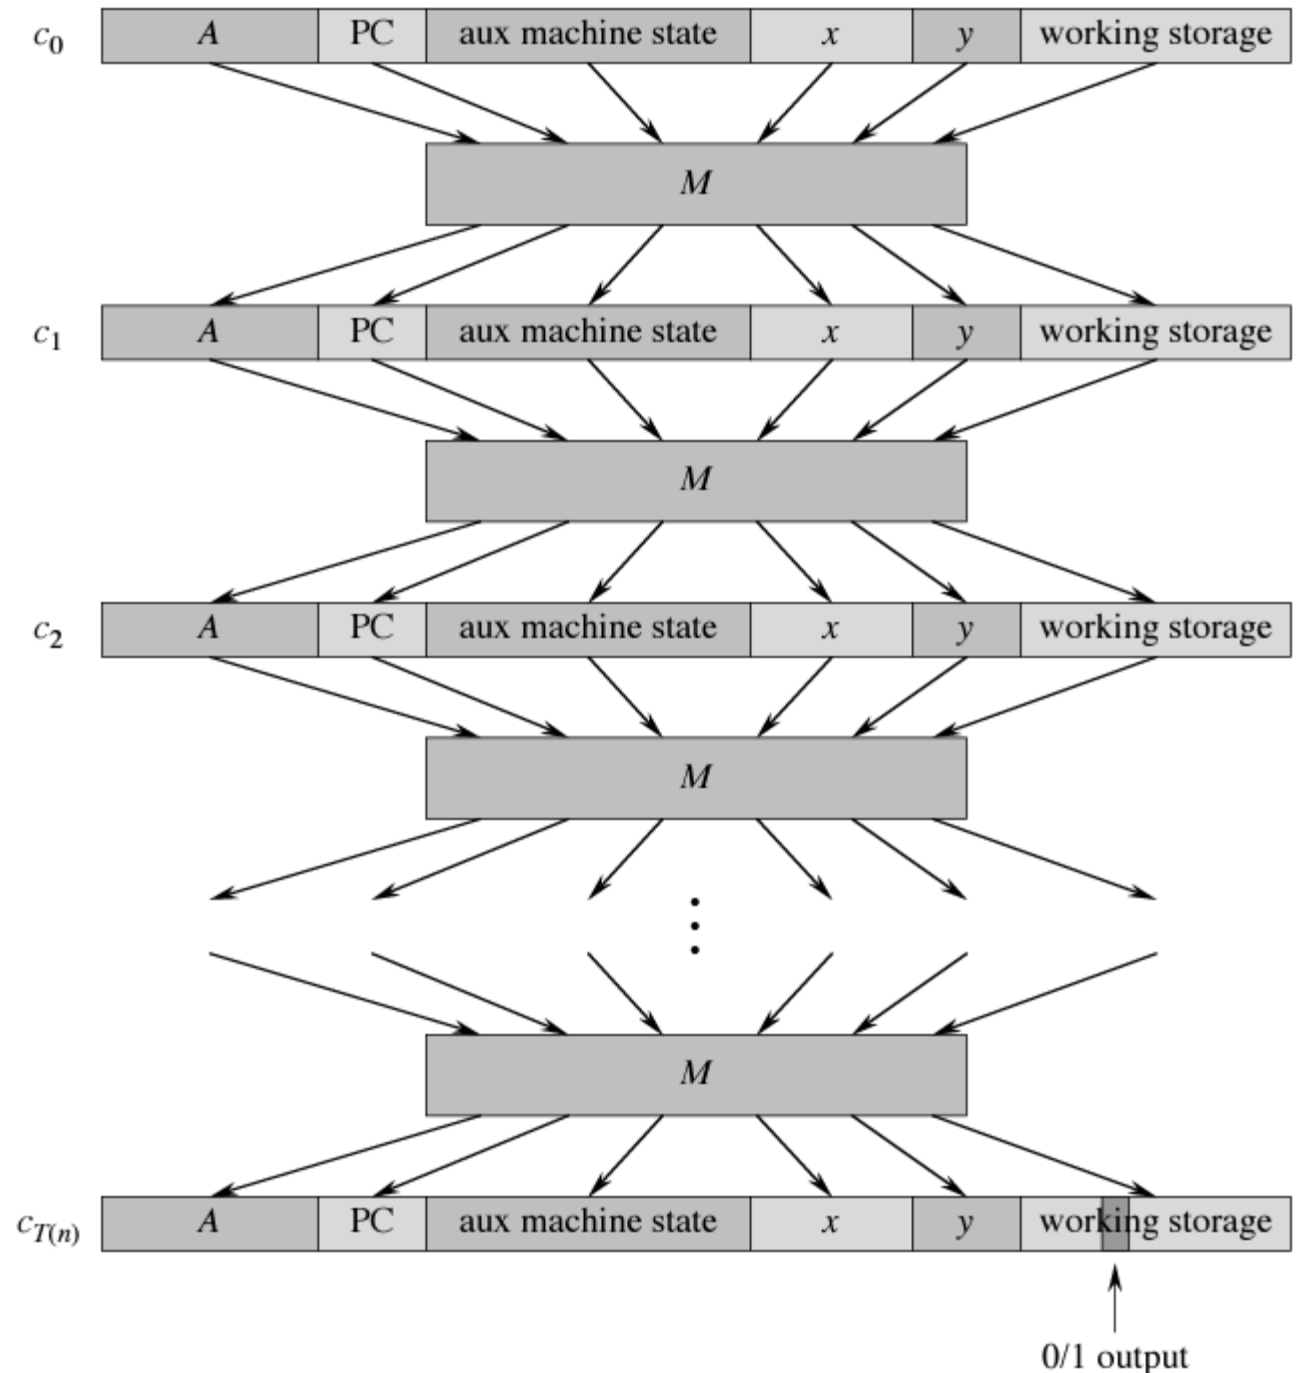 c0 A PC aux machine state x y working storage
M
c1 A PC aux machine state x y working storage
M
c2 A PC aux machine state x y working storage
M
M
cT(n) A PC aux machine state x y working storage
0/1 output